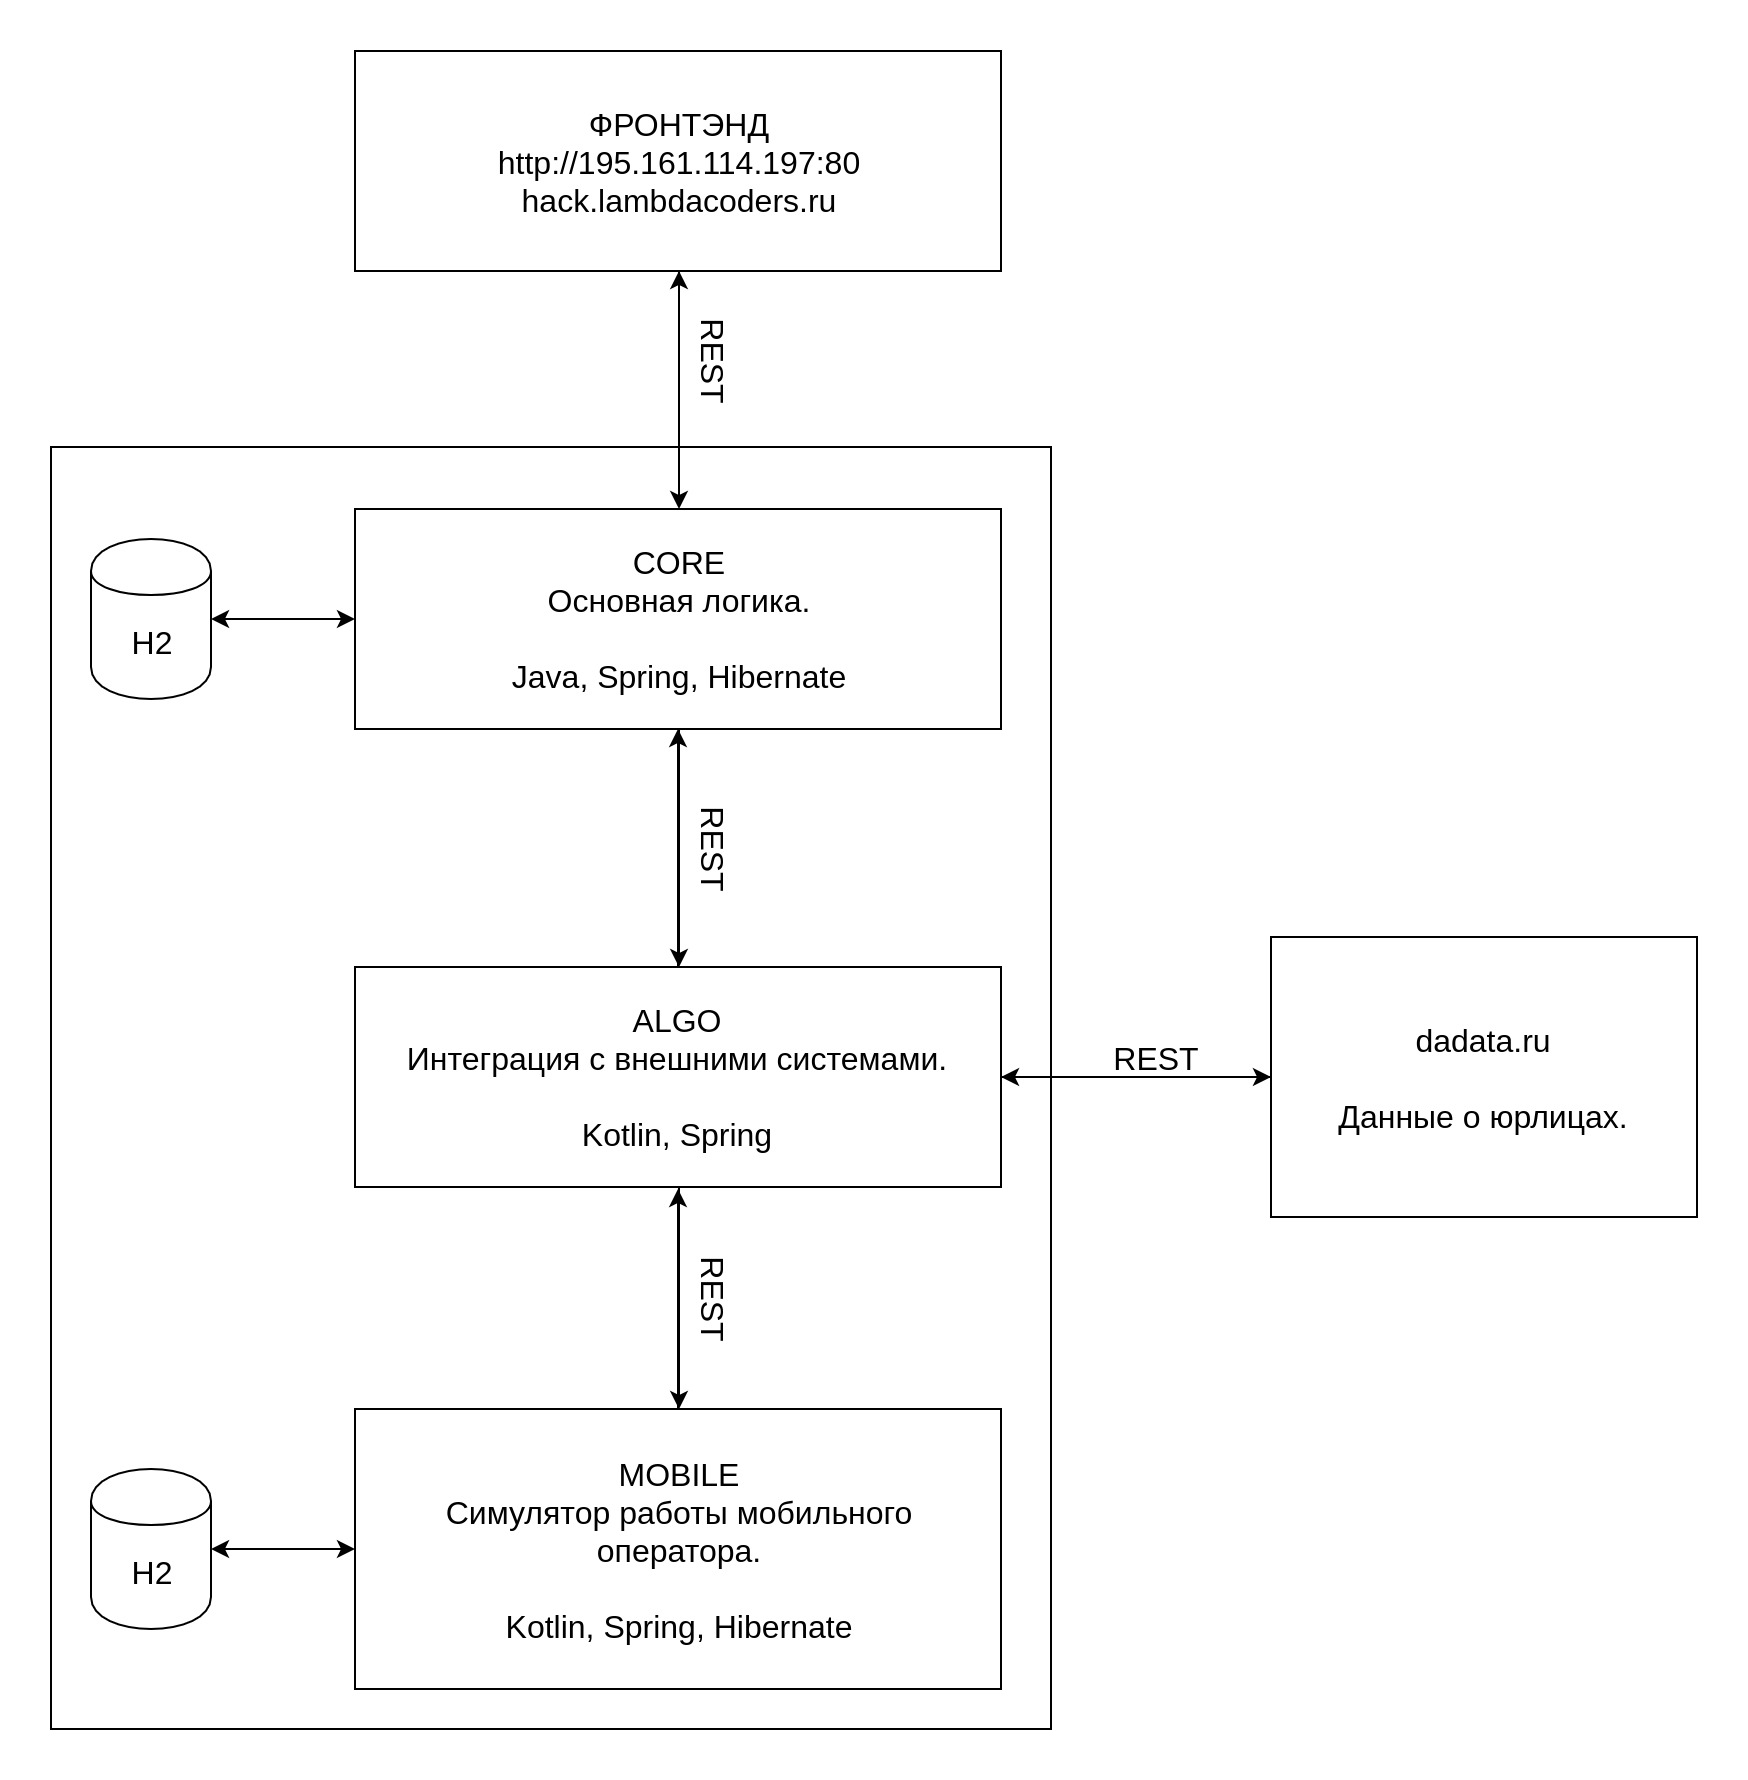 ФРОНТЭНД
http://195.161.114.197:80
hack.lambdacoders.ru
REST
CORE
Основная логика.
Java, Spring, Hibernate
H2
REST
ALGO
Интеграция с внешними системами.
Kotlin, Spring
REST
dadata.ru
Данные о юрлицах.
REST
MOBILE
Симулятор работы мобильного
оператора.
Kotlin, Spring, Hibernate
H2